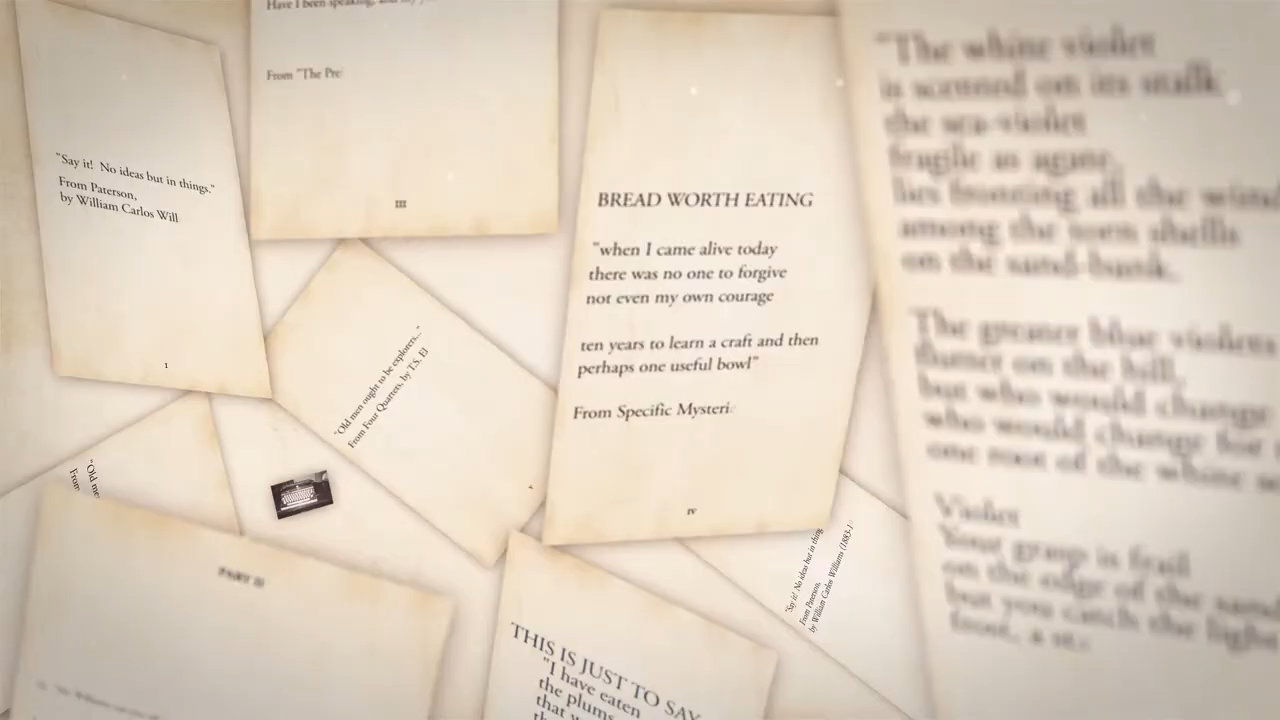 "Say it! No ideas but in things."
From Paterson,
by William Carlos Will
I
Have I been speaking, and my
From "The Pre
III
BREAD WORTH EATING
"when I came alive today
there was no one to forgive
not even my own courage
ten years to learn a craft and then
perhaps one useful bowl"
From Specific Mysteri
IV
"The white violet
is scented on its stalk,
the sea-violet
fragile as agate,
lies fronting all the wind
among the torn shells
on the sand-bank.
The greater blue violets
flutter on the hill,
but who would change
who would change for
one root of the white
Violet
Your grasp is frail
on the edge of the sand
but you catch the light
frost, a
"Old men ought to be explorers..."
From Four Quarters, by T.S. El
"Old me
From
PART II
THIS IS JUST TO SAY
"I have eaten
the plums
that
"Say it! No ideas but in thing
From Paterson,
by William Carlos Williams (1883-1